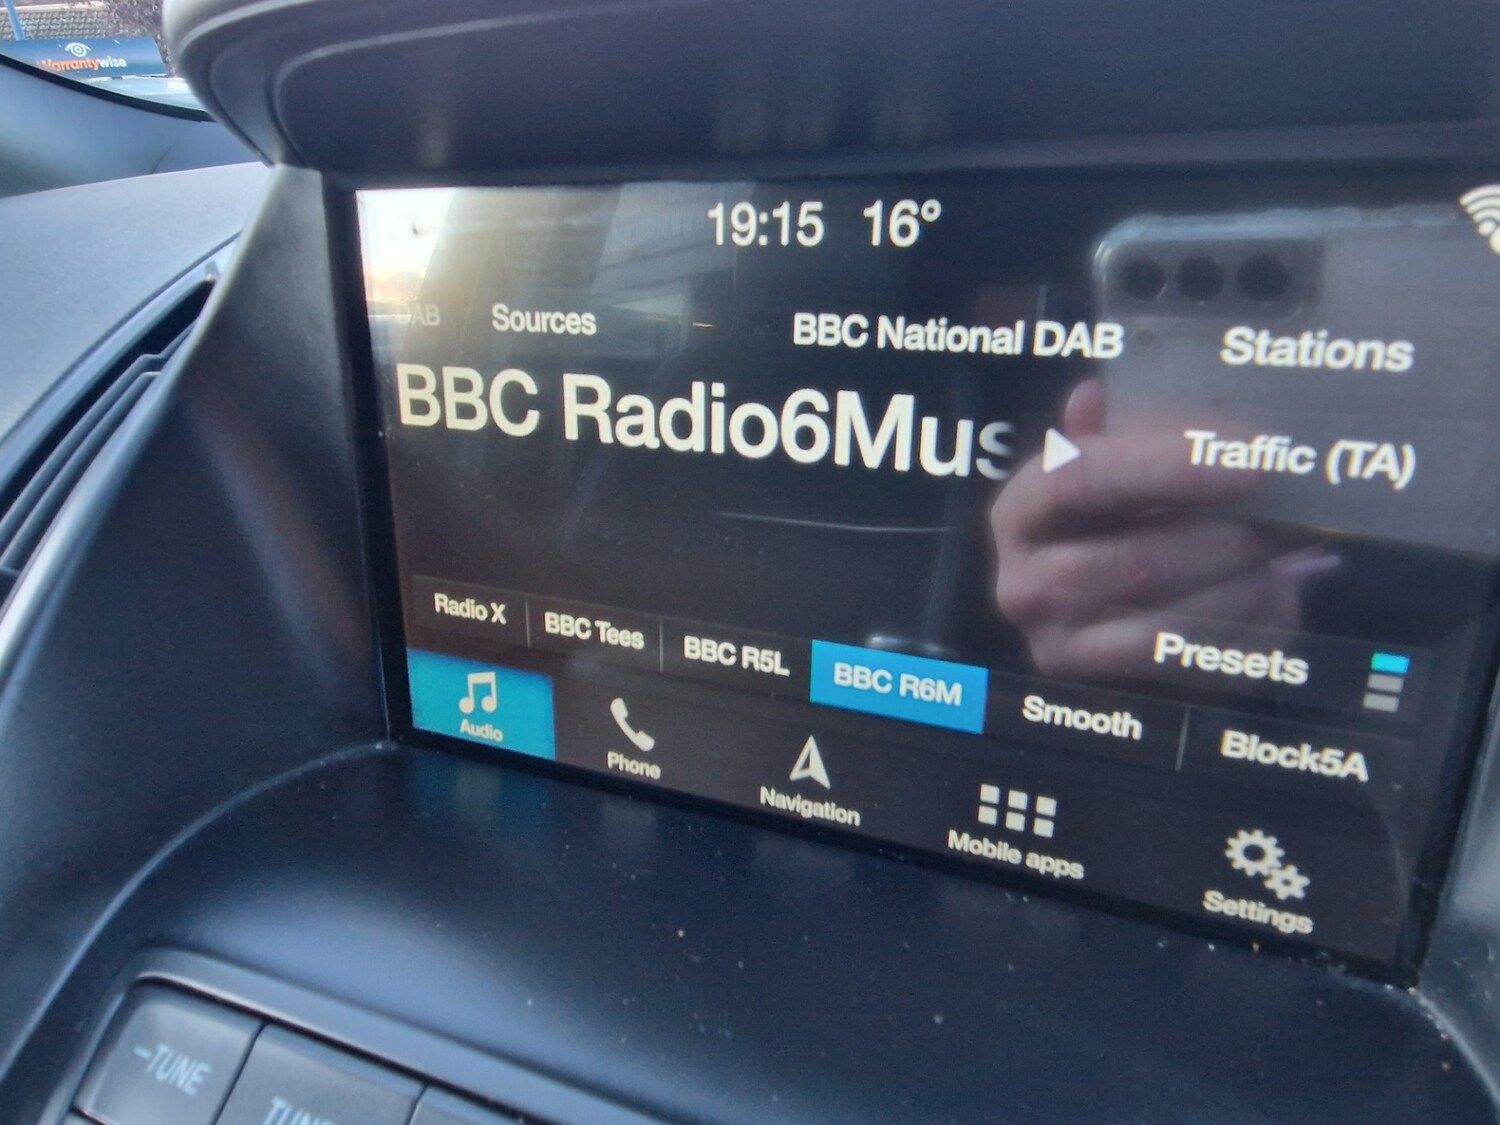 Warrantywise
19:15 16°
DAB Sources BBC National DAB Stations
BBC Radio6Mus Traffic (TA)
Presets
Radio X BBC Tees BBC R5L BBC R6M Smooth Block5A
Audio Phone Navigation Mobile apps Settings
-TUNE